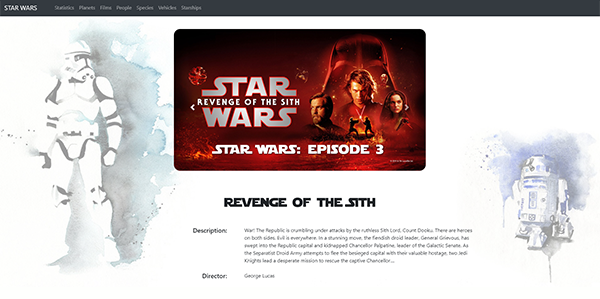 STAR WARS Statistics Planets Films People Species Vehicles Starships
STAR
REVENGE OF THE SITH
WARS
STAR WARS: EPISODE 3
REVENGE OF THE SITH
Description: War! The Republic is crumbling under attacks by the ruthless Sith Lord, Count Dooku. There are heroes
on both sides. Evil is everywhere. In a stunning move, the fiendish droid leader, General Grievous, has
swept into the Republic capital and kidnapped Chancellor Palpatine, leader of the Galactic Senate. As
the Separatist Droid Army attempts to flee the besieged capital with their valuable hostage, two Jedi
Knights lead a desperate mission to rescue the captive Chancellor....
Director: George Lucas